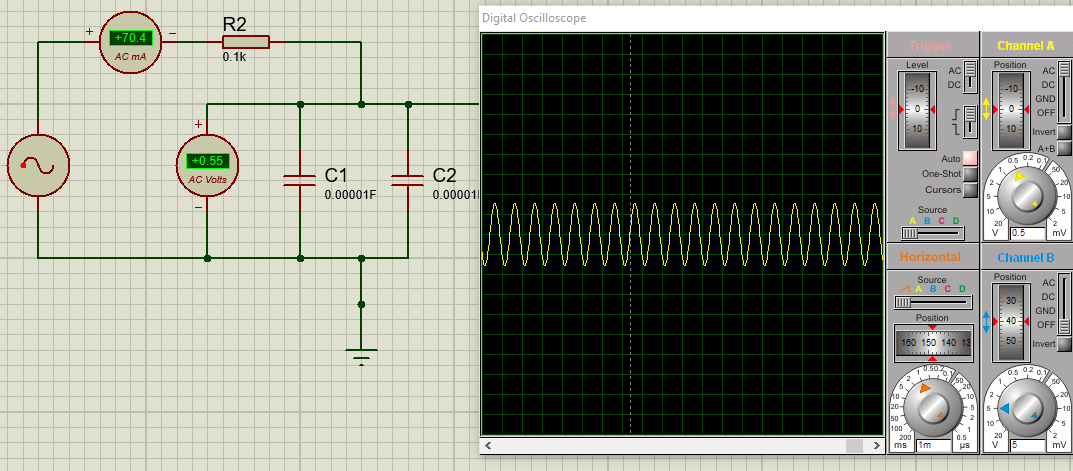 Digital Oscilloscope
+
+70.4
AC mA
−
R2
0.1k
+
+0.55
AC Volts
−
C1
0.00001F
C2
0.00001
Trigger
Level
AC
DC
-10
0
10
Auto
One-Shot
Cursors
Source
A B C D
Channel A
Position
AC
DC
GND
OFF
-10
0
10
Invert
A+B
0.5 0.2 0.1
1
2
5
10
20
50
20
10
5
2
V
0.5
mV
Horizontal
Source
A B C D
Position
160 150 140 13
0.5 0.2 0.1
1
2
5
10
20
50
100
200
ms
50
20
10
5
2
1
0.5
µs
1m
Channel B
Position
AC
DC
GND
OFF
30
40
50
Invert
0.5 0.2 0.1
1
2
5
10
20
50
20
10
5
2
V
5
mV